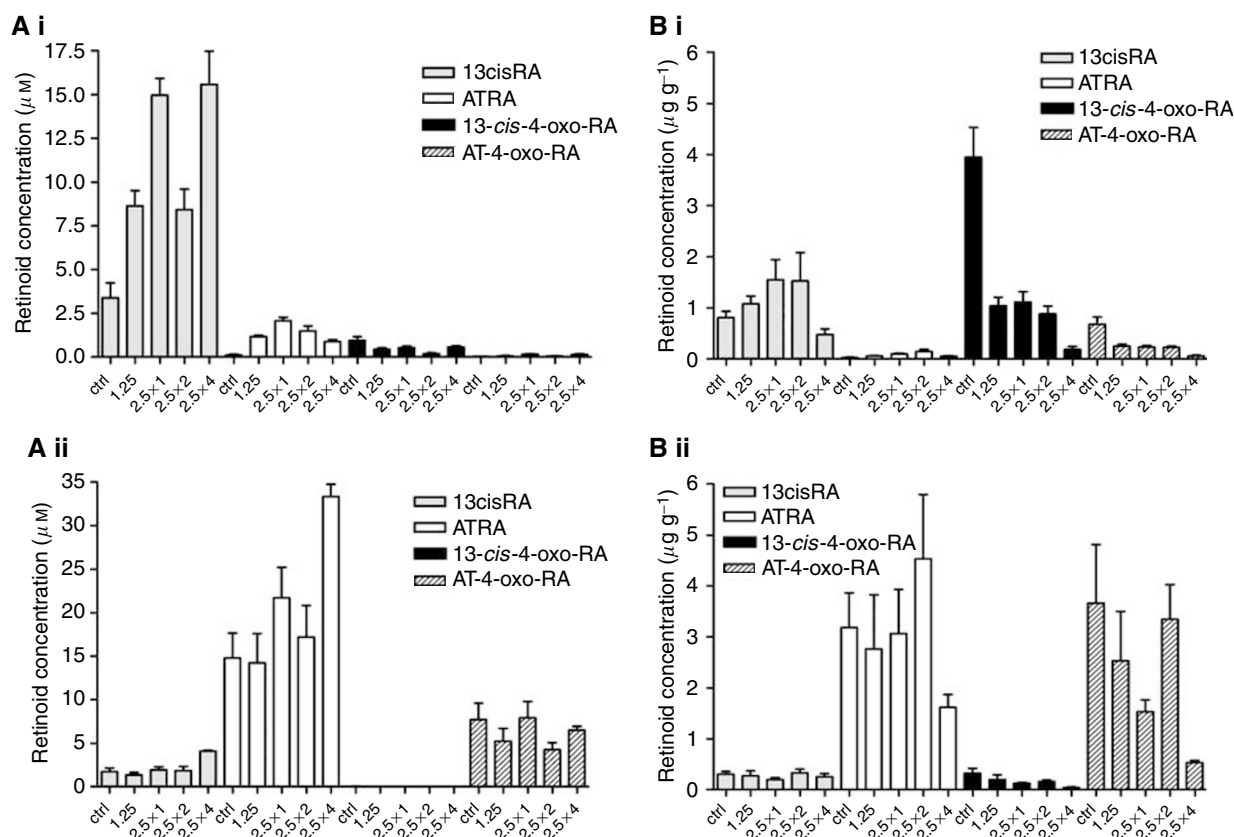 A i
Retinoid concentration (μ M)
17.5
15.0
12.5
10.0
7.5
5.0
2.5
0.0
13cisRA
ATRA
13-cis-4-oxo-RA
AT-4-oxo-RA
ctrl 1.25 2.5×1 2.5×2 2.5×4 ctrl 1.25 2.5×1 2.5×2 2.5×4 ctrl 1.25 2.5×1 2.5×2 2.5×4 ctrl 1.25 2.5×1 2.5×2 2.5×4
B i
Retinoid concentration (μg g⁻¹)
6
5
4
3
2
1
0
13cisRA
ATRA
13-cis-4-oxo-RA
AT-4-oxo-RA
ctrl 1.25 2.5×1 2.5×2 2.5×4 ctrl 1.25 2.5×1 2.5×2 2.5×4 ctrl 1.25 2.5×1 2.5×2 2.5×4 ctrl 1.25 2.5×1 2.5×2 2.5×4
A ii
Retinoid concentration (μ M)
35
30
25
20
15
10
5
0
13cisRA
ATRA
13-cis-4-oxo-RA
AT-4-oxo-RA
ctrl 1.25 2.5×1 2.5×2 2.5×4 ctrl 1.25 2.5×1 2.5×2 2.5×4 ctrl 1.25 2.5×1 2.5×2 2.5×4 ctrl 1.25 2.5×1 2.5×2 2.5×4
B ii
Retinoid concentration (μg g⁻¹)
6
5
4
3
2
1
0
13cisRA
ATRA
13-cis-4-oxo-RA
AT-4-oxo-RA
ctrl 1.25 2.5×1 2.5×2 2.5×4 ctrl 1.25 2.5×1 2.5×2 2.5×4 ctrl 1.25 2.5×1 2.5×2 2.5×4 ctrl 1.25 2.5×1 2.5×2 2.5×4